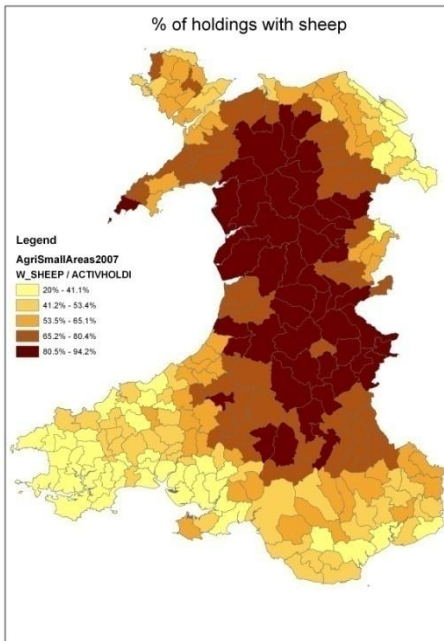 % of holdings with sheep
Legend
AgriSmallAreas2007
W_SHEEP / ACTIVHOLDI
20% - 41.1%
41.2% - 53.4%
53.5% - 65.1%
65.2% - 80.4%
80.5% - 94.2%